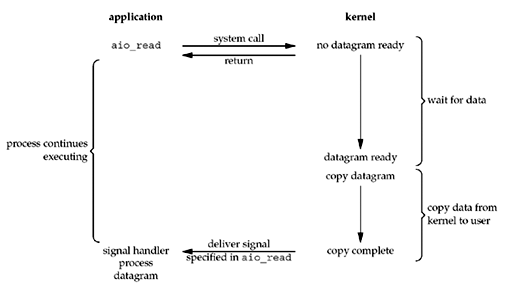 application
kernel
system call
aio_read
no datagram ready
return
wait for data
process continues
executing
datagram ready
copy datagram
copy data from
kernel to user
deliver signal
signal handler
copy complete
specified in aio_read
process
datagram